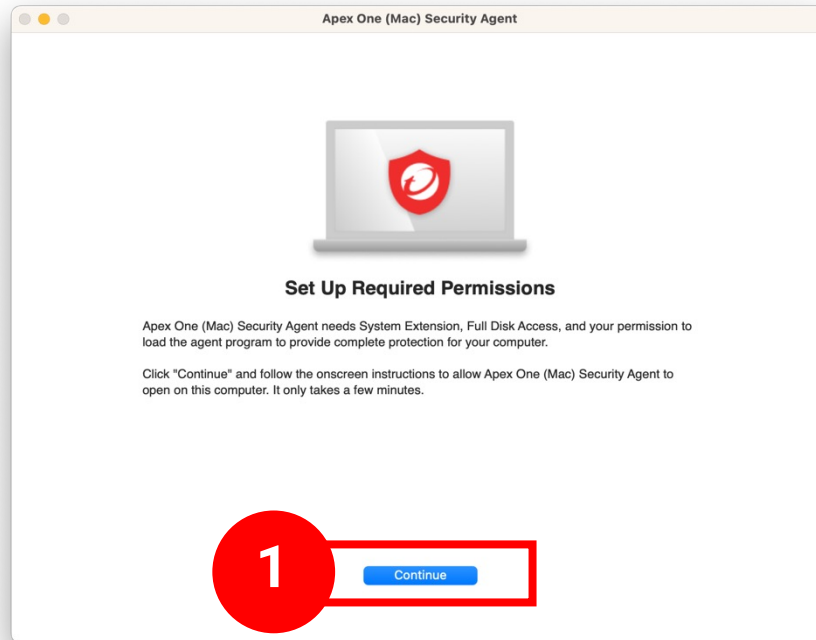 Apex One (Mac) Security Agent
Set Up Required Permissions
Apex One (Mac) Security Agent needs System Extension, Full Disk Access, and your permission to
load the agent program to provide complete protection for your computer.
Click "Continue" and follow the onscreen instructions to allow Apex One (Mac) Security Agent to
open on this computer. It only takes a few minutes.
1
Continue